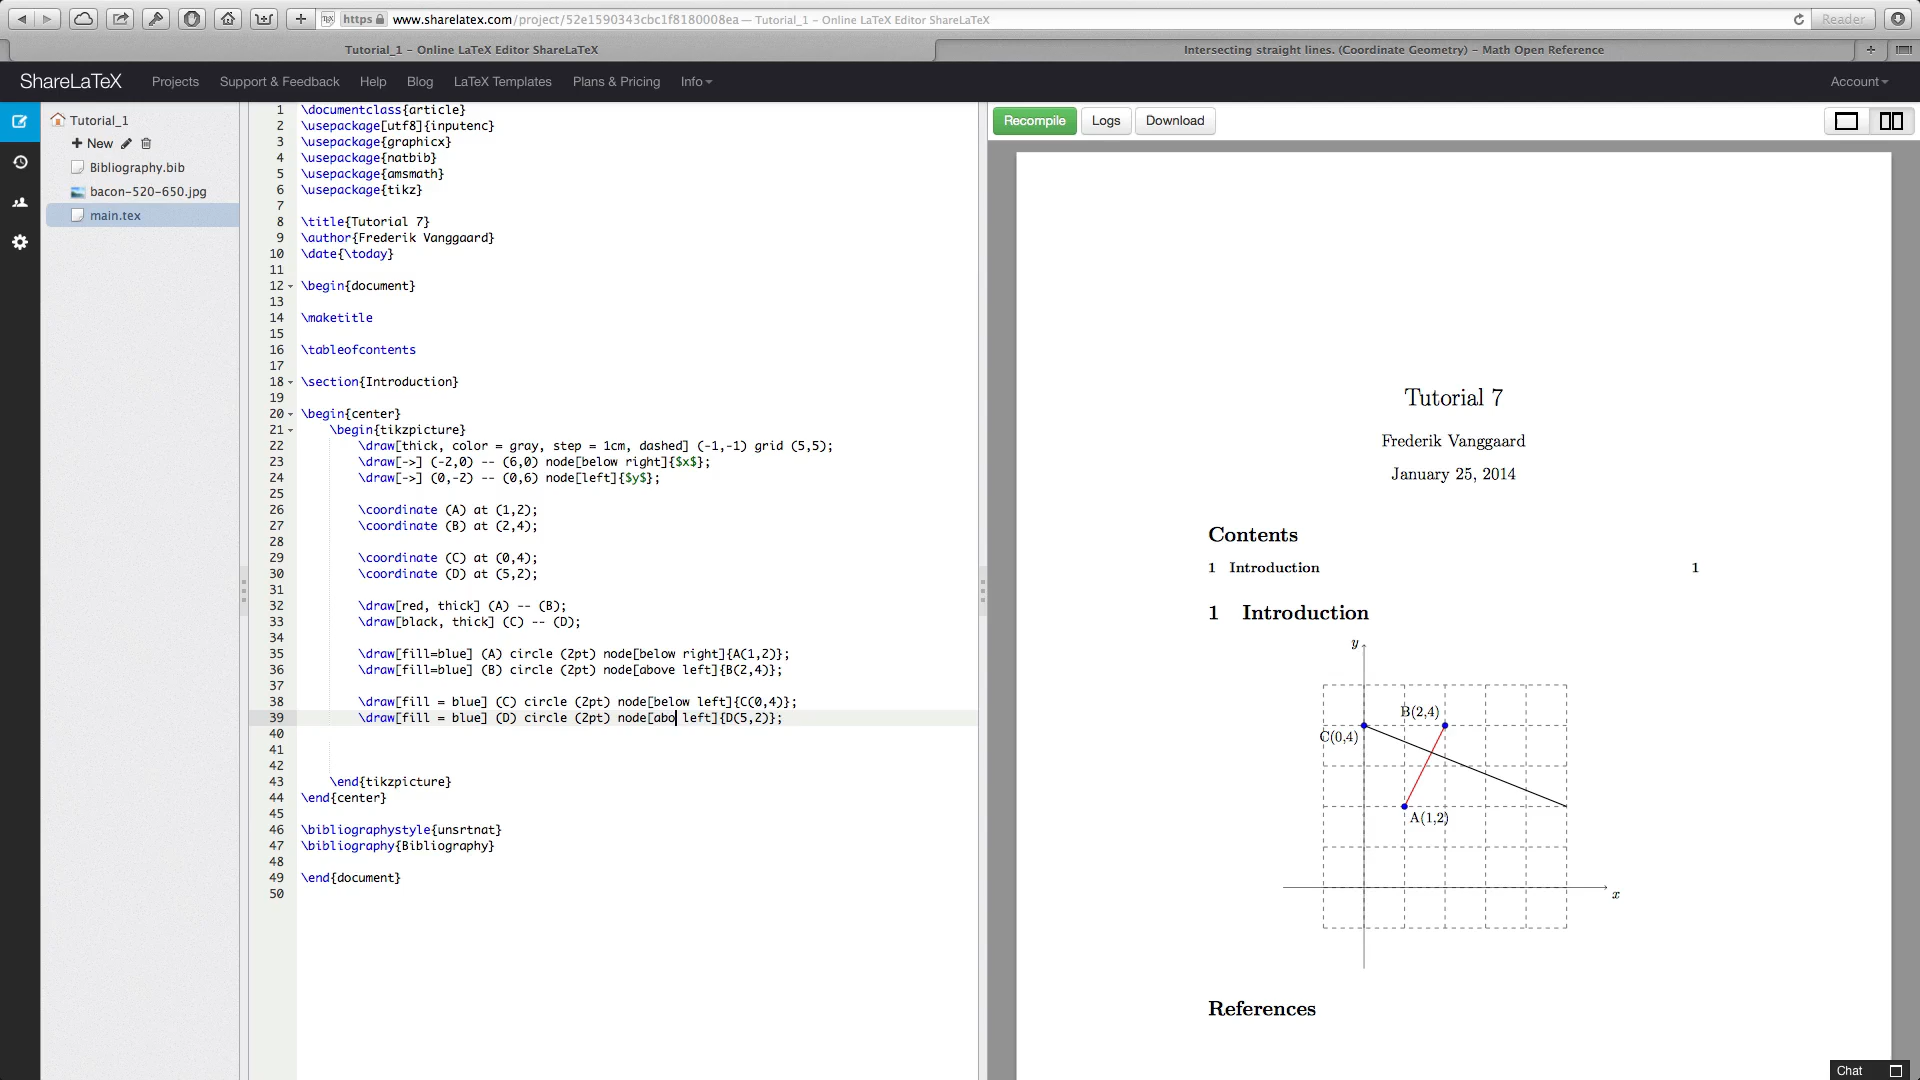 https www.sharelatex.com/project/52e1590343cbc1f8180008ea — Tutorial_1 – Online LaTeX Editor ShareLaTeX Reader
Tutorial_1 – Online LaTeX Editor ShareLaTeX
Intersecting straight lines. (Coordinate Geometry) – Math Open Reference
ShareLaTeX Projects Support & Feedback Help Blog LaTeX Templates Plans & Pricing Info Account
Tutorial_1
New
Bibliography.bib
bacon-520-650.jpg
main.tex
1 \documentclass{article}
2 \usepackage[utf8]{inputenc}
3 \usepackage{graphicx}
4 \usepackage{natbib}
5 \usepackage{amsmath}
6 \usepackage{tikz}
7
8 \title{Tutorial 7}
9 \author{Frederik Vanggaard}
10 \date{\today}
11
12 \begin{document}
13
14 \maketitle
15
16 \tableofcontents
17
18 \section{Introduction}
19
20 \begin{center}
21 \begin{tikzpicture}
22 \draw[thick, color = gray, step = 1cm, dashed] (-1,-1) grid (5,5);
23 \draw[->] (-2,0) -- (6,0) node[below right]{$x$};
24 \draw[->] (0,-2) -- (0,6) node[left]{$y$};
25
26 \coordinate (A) at (1,2);
27 \coordinate (B) at (2,4);
28
29 \coordinate (C) at (0,4);
30 \coordinate (D) at (5,2);
31
32 \draw[red, thick] (A) -- (B);
33 \draw[black, thick] (C) -- (D);
34
35 \draw[fill=blue] (A) circle (2pt) node[below right]{A(1,2)};
36 \draw[fill=blue] (B) circle (2pt) node[above left]{B(2,4)};
37
38 \draw[fill = blue] (C) circle (2pt) node[below left]{C(0,4)};
39 \draw[fill = blue] (D) circle (2pt) node[abo left]{D(5,2)};
40
41
42
43 \end{tikzpicture}
44 \end{center}
45
46 \bibliographystyle{unsrtnat}
47 \bibliography{Bibliography}
48
49 \end{document}
50
Recompile Logs Download
Tutorial 7
Frederik Vanggaard
January 25, 2014
Contents
1 Introduction 1
1 Introduction
y
B(2,4)
C(0,4)
A(1,2)
x
References
Chat